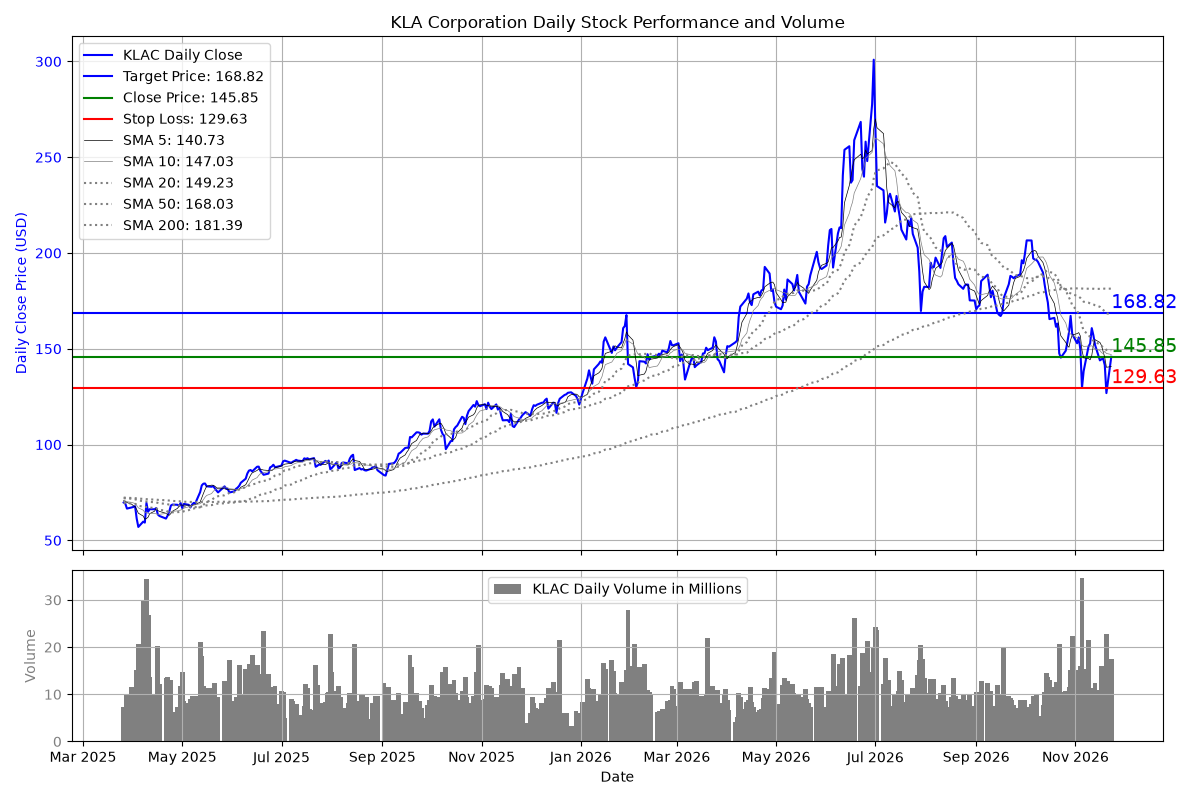 KLA Corporation Daily Stock Performance and Volume
KLAC Daily Close
Target Price: 168.82
Close Price: 145.85
Stop Loss: 129.63
SMA 5: 140.73
SMA 10: 147.03
SMA 20: 149.23
SMA 50: 168.03
SMA 200: 181.39
Daily Close Price (USD)
300
250
200
150
100
50
168.82
145.85
129.63
KLAC Daily Volume in Millions
Volume
30
20
10
0
Mar 2025 May 2025 Jul 2025 Sep 2025 Nov 2025 Jan 2026 Mar 2026 May 2026 Jul 2026 Sep 2026 Nov 2026
Date